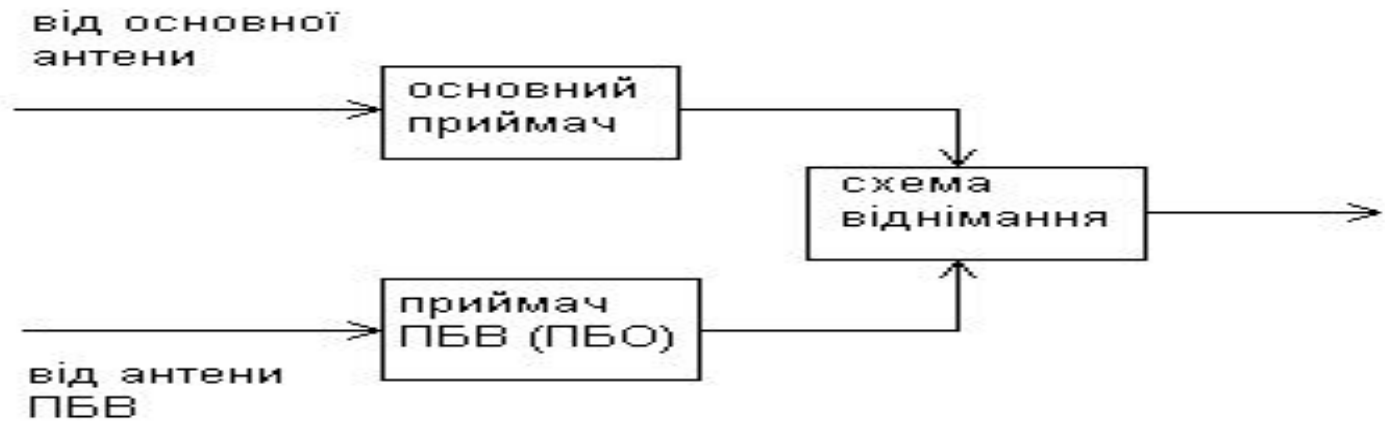 від основної
антени
основний
приймач
схема
віднімання
приймач
ПБВ (ПБО)
від антени
ПБВ